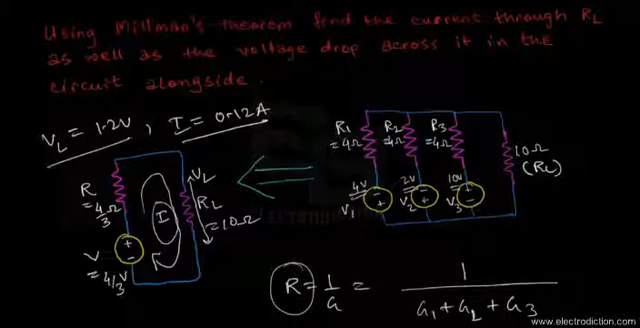 Using Millman's theorem find the current through RL
as well as the voltage drop across it in the
circuit alongside.
VL = 1.2V , I = 0.12A
R1
= 4Ω
R2
= 4Ω
R3
= 4Ω
10Ω
(RL)
4V
V1
2V
V2
10V
V3
- +
- +
+ -
R
= 4/3 Ω
I
VL
RL
= 10Ω
+ -
V
= 4/3 V
R = 1/G = 1 / G1 + G2 + G3
www.electrodiction.com